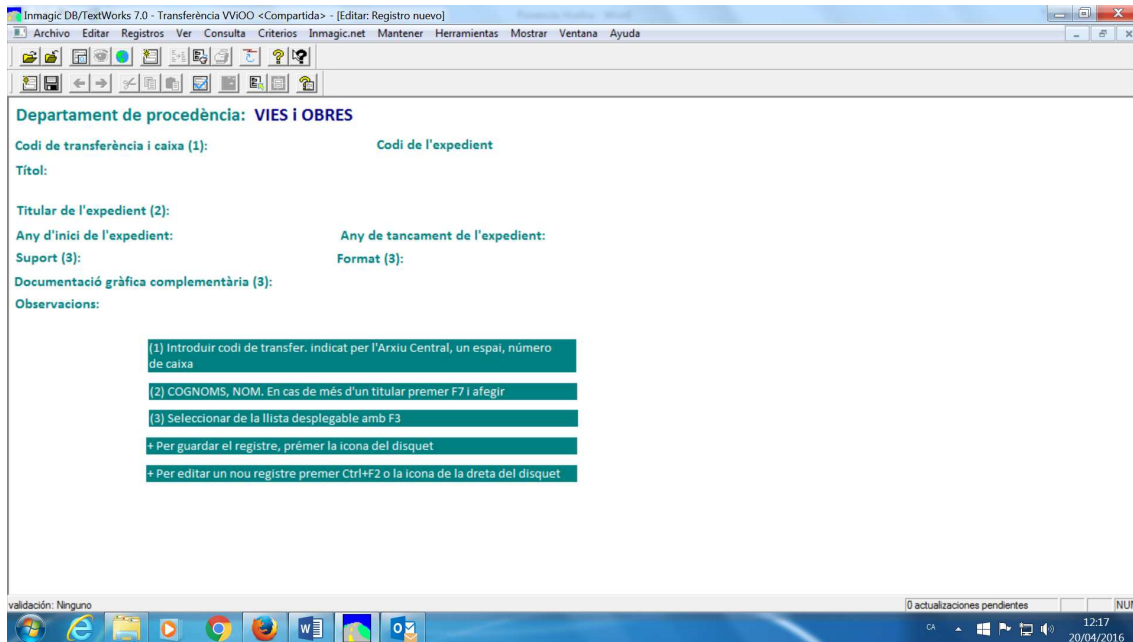 Inmagic DB/TextWorks 7.0 - Transferència VViOO <Compartida> - [Editar: Registro nuevo]
Archivo Editar Registros Ver Consulta Criterios Inmagic.net Mantener Herramientas Mostrar Ventana Ayuda
Departament de procedència: VIES i OBRES
Codi de transferència i caixa (1): Codi de l'expedient
Títol:
Titular de l'expedient (2):
Any d'inici de l'expedient: Any de tancament de l'expedient:
Suport (3): Format (3):
Documentació gràfica complementària (3):
Observacions:
(1) Introduir codi de transfer. indicat per l'Arxiu Central, un espai, número
de caixa
(2) COGNOMS, NOM. En cas de més d'un titular premer F7 i afegir
(3) Seleccionar de la llista desplegable amb F3
+ Per guardar el registre, prémer la icona del disquet
+ Per editar un nou registre premer Ctrl+F2 o la icona de la dreta del disquet
validación: Ninguno 0 actualizaciones pendientes NUM
CA 12:17
20/04/2016